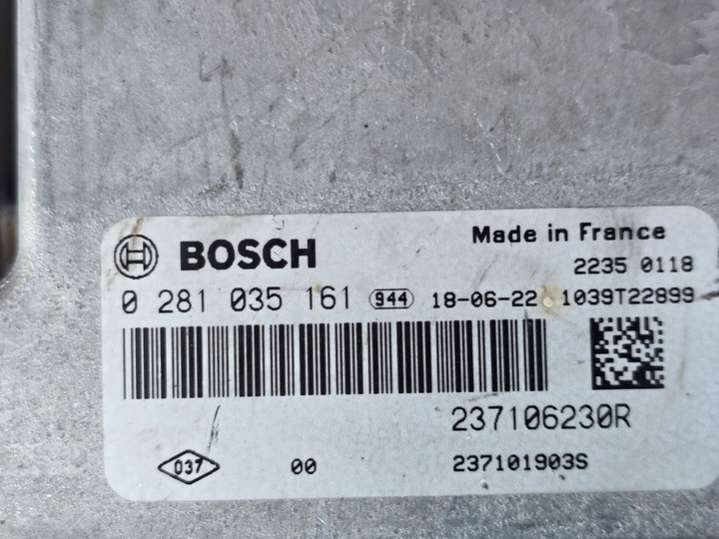 BOSCH
Made in France
2235 0118
0 281 035 161 944 18-06-22 1039T22899
237106230R
037 00 237101903S